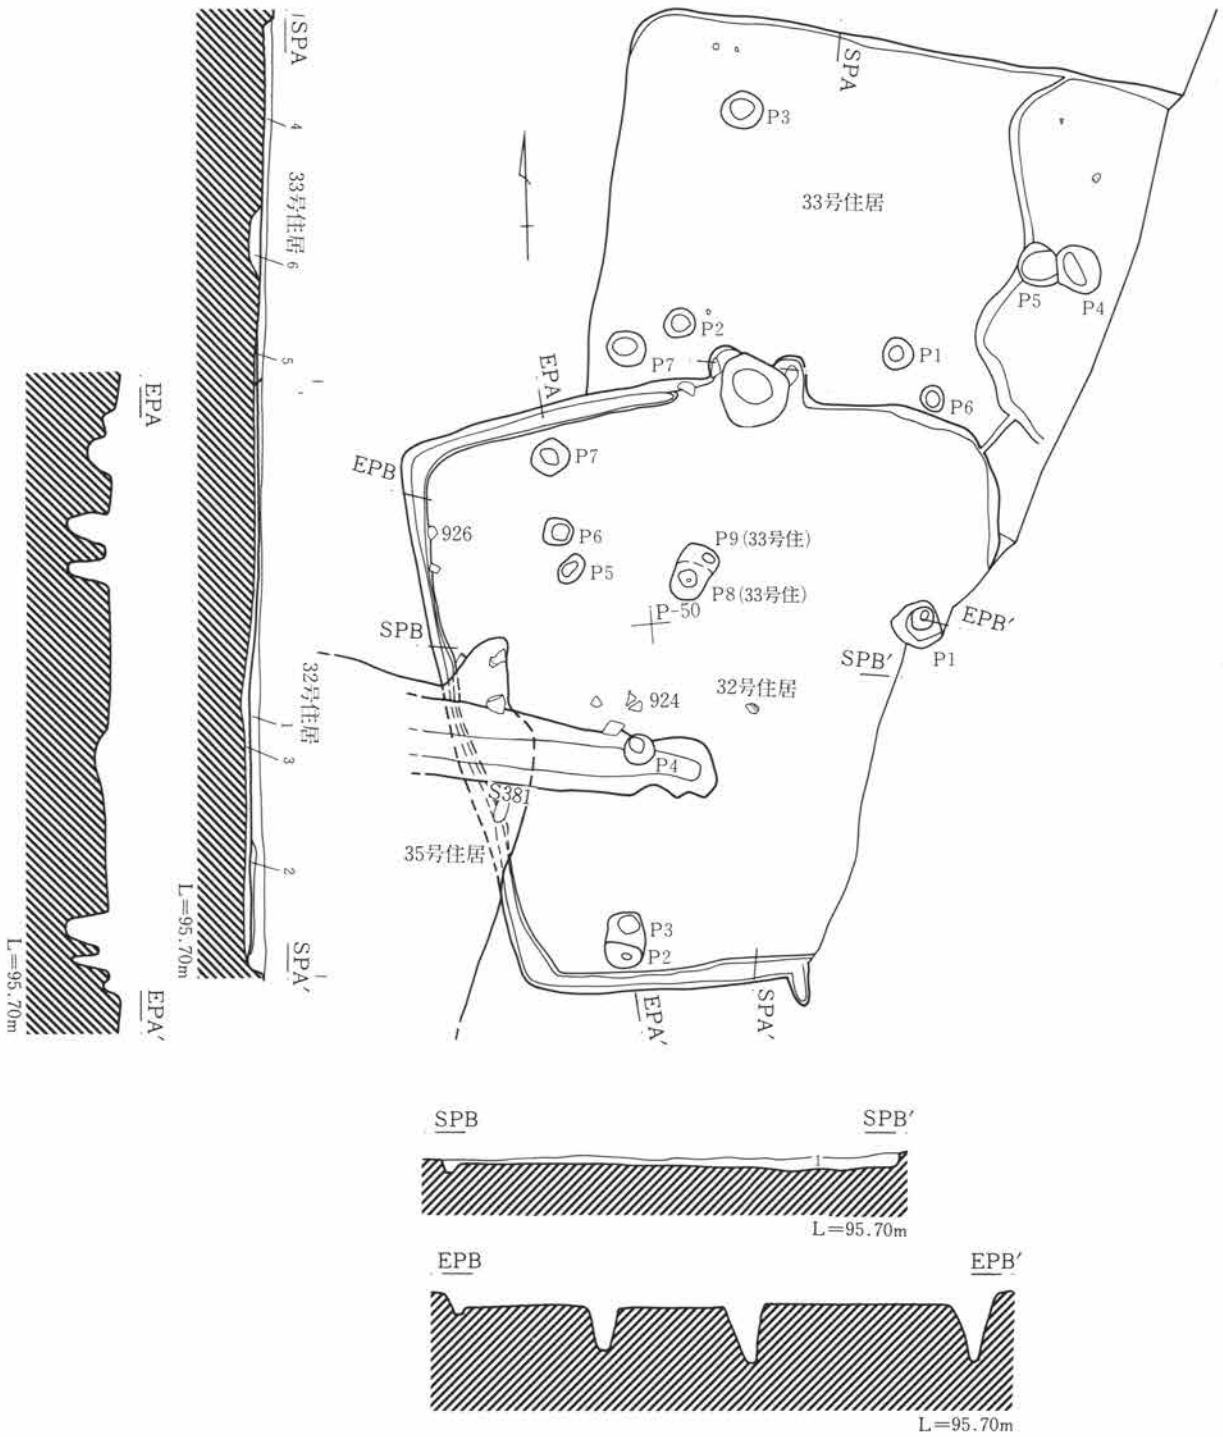 SPA
4
33号住居
6
5
32号住居
1
3
2
L=95.70m
SPA′
EPA
EPA′
L=95.70m
SPA
P3
33号住居
P5
P4
P2
P7
P1
P6
EPA
EPB
P7
926
P6
P5
P9(33号住)
P8(33号住)
P-50
EPB′
P1
SPB
SPB′
924
32号住居
P4
S381
35号住居
P3
P2
EPA′
SPA′
SPB
SPB′
1
L=95.70m
EPB
EPB′
L=95.70m